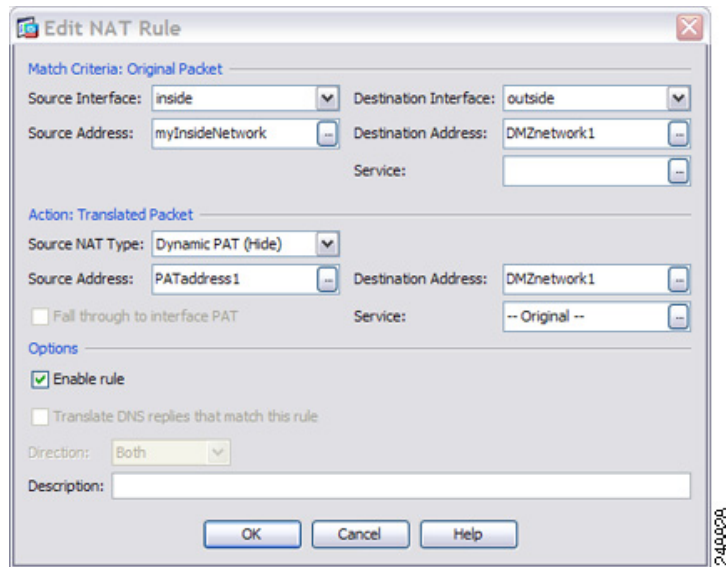 Edit NAT Rule
Match Criteria: Original Packet
Source Interface: inside Destination Interface: outside
Source Address: myInsideNetwork ... Destination Address: DMZnetwork1 ...
Service: ...
Action: Translated Packet
Source NAT Type: Dynamic PAT (Hide)
Source Address: PATaddress1 ... Destination Address: DMZnetwork1 ...
Fall through to interface PAT Service: -- Original -- ...
Options
Enable rule
Translate DNS replies that match this rule
Direction: Both
Description:
OK Cancel Help
248828